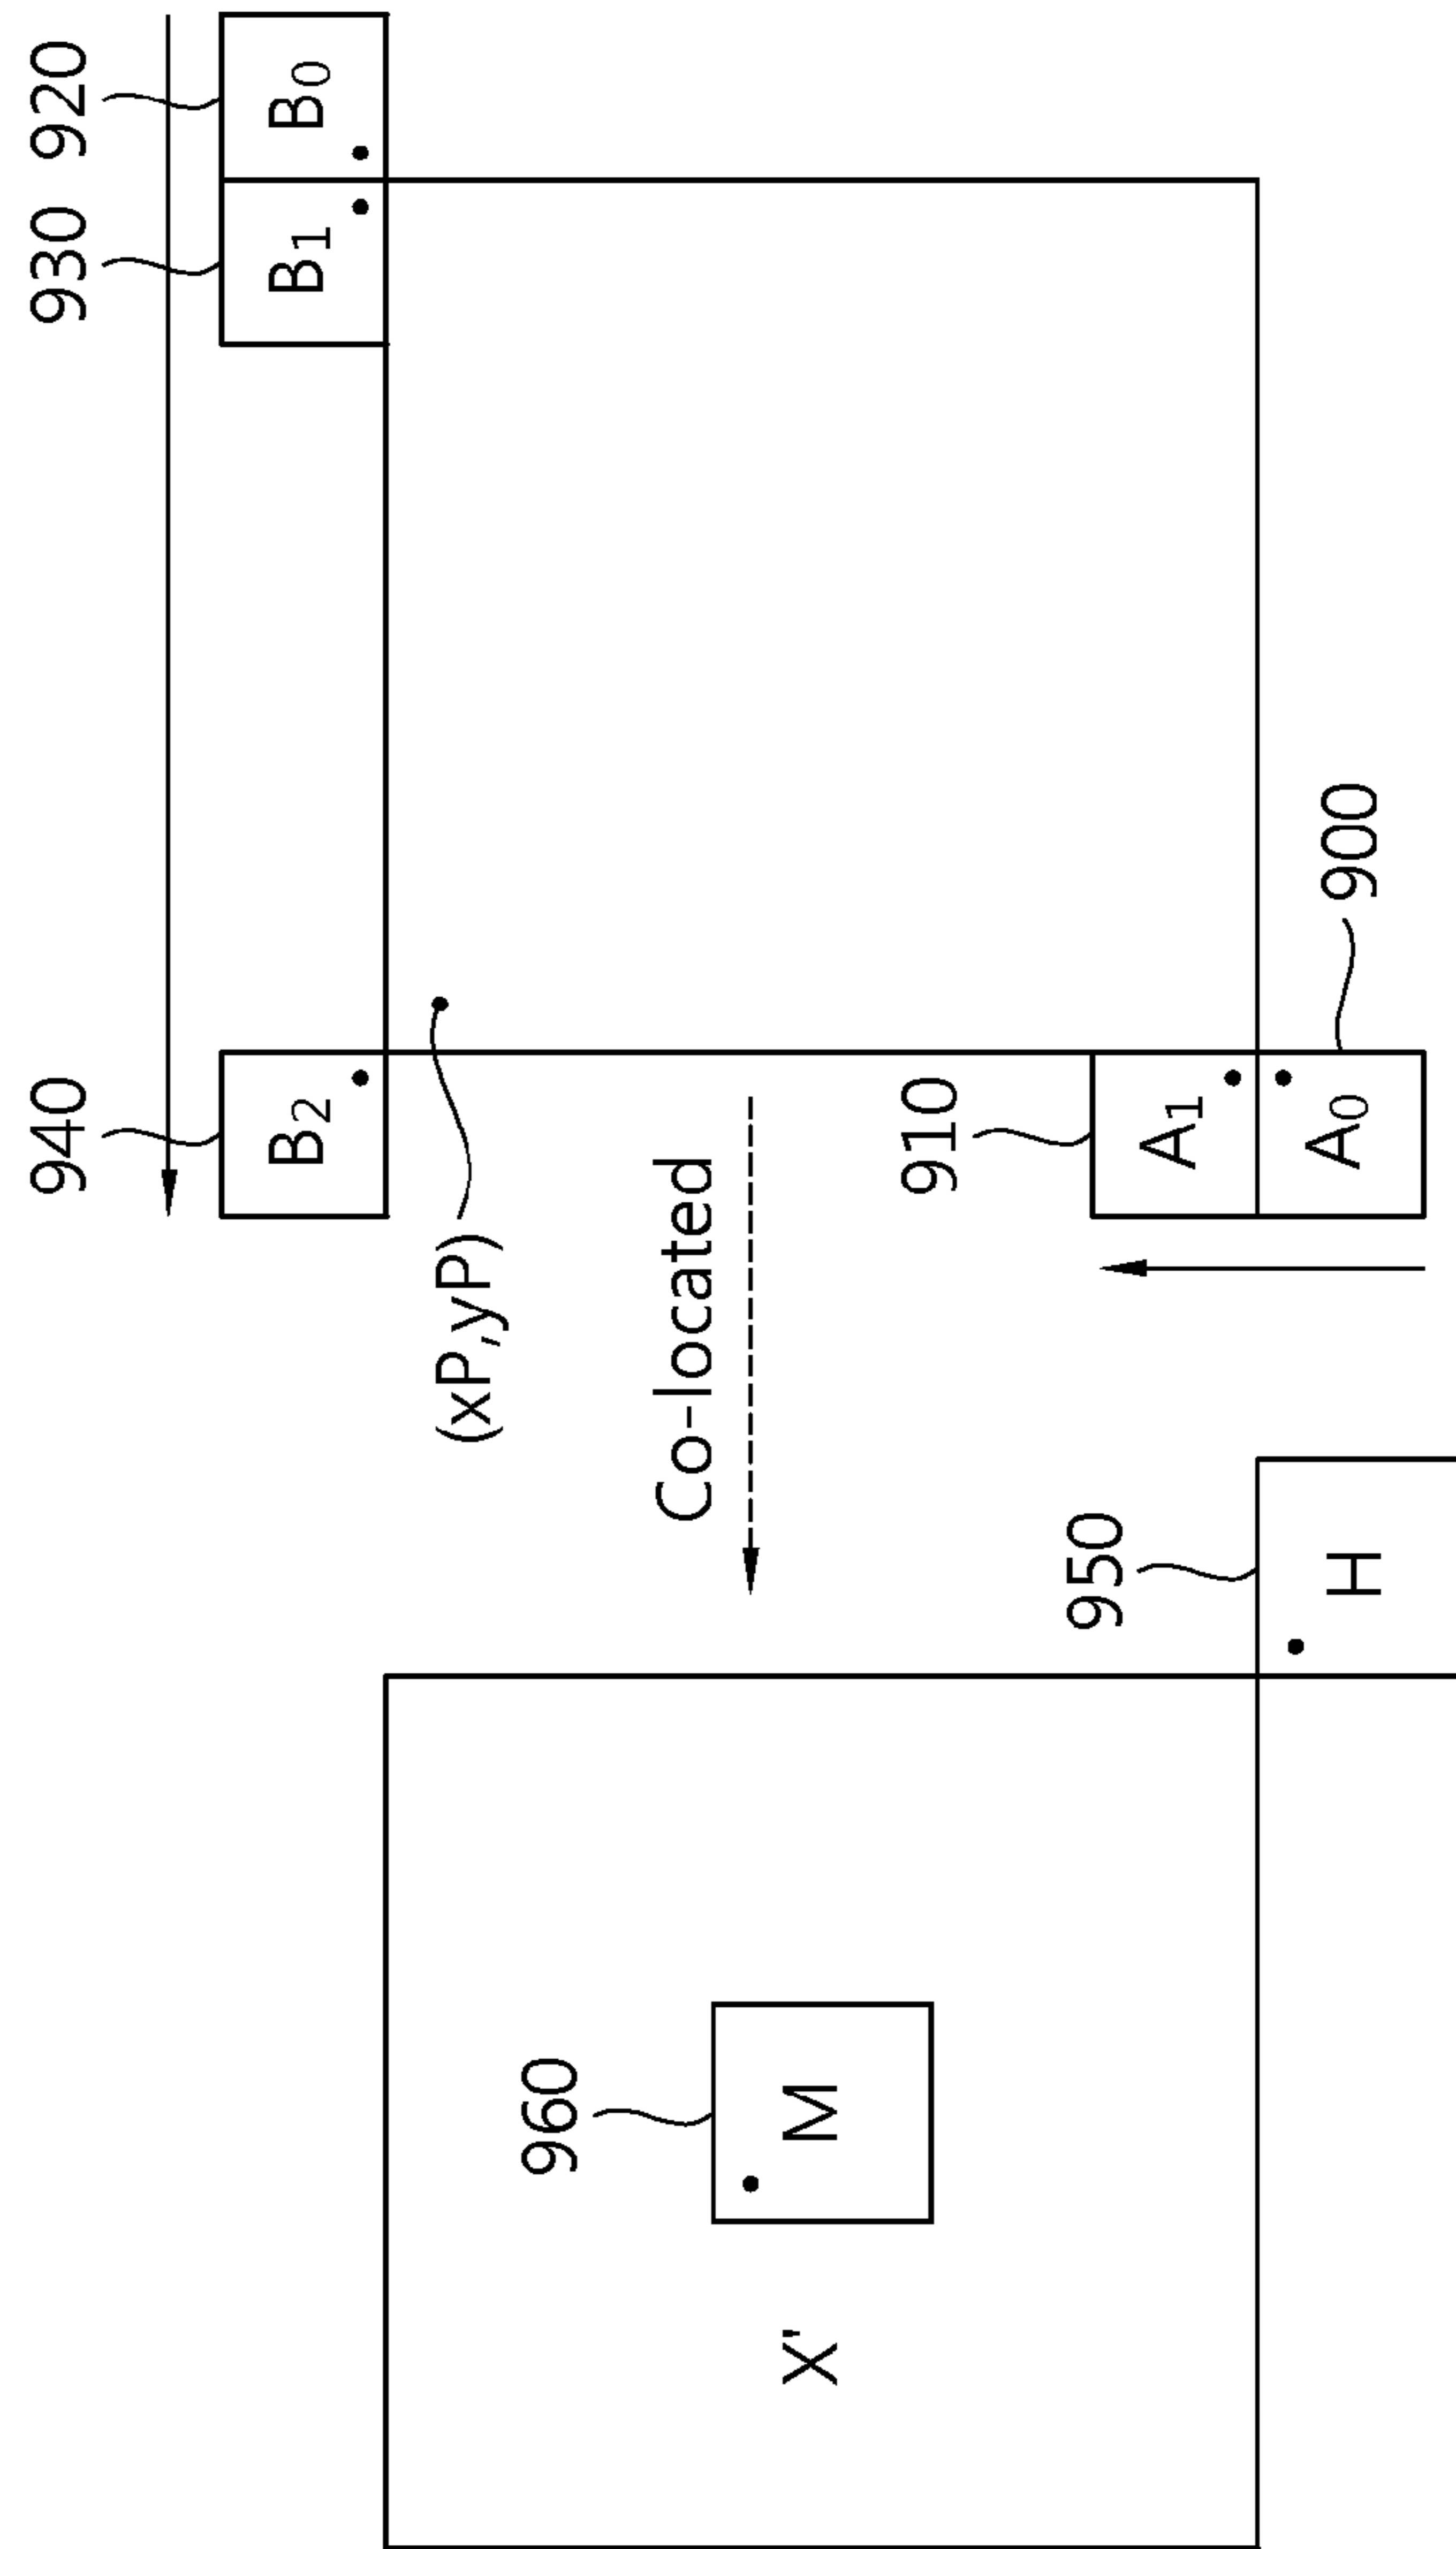 940 930 920
B₂ B₁ B₀
(xP,yP)
960
Co-located
X' M
910
950
A₁
H A₀ 900